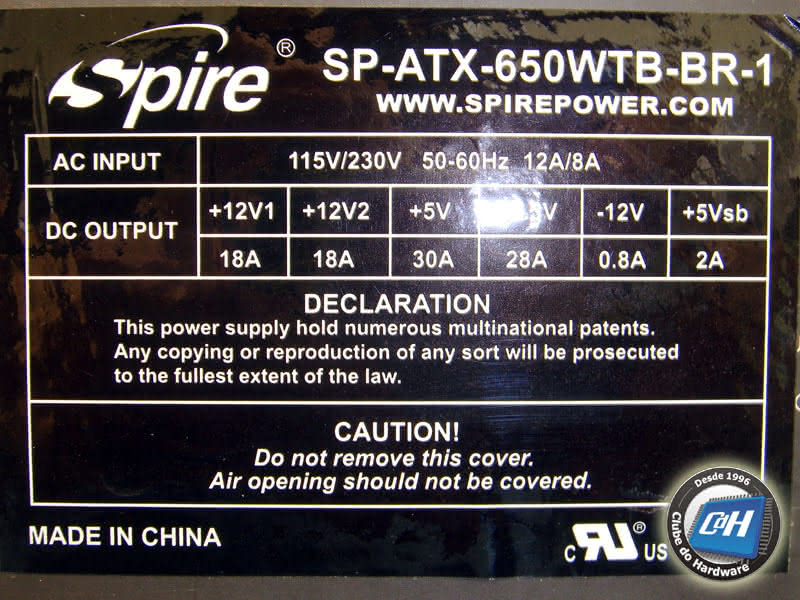 Spire ®
SP-ATX-650WTB-BR-1
WWW.SPIREPOWER.COM
AC INPUT 115V/230V 50-60Hz 12A/8A
DC OUTPUT
+12V1 +12V2 +5V -12V +5Vsb
18A 18A 30A 28A 0.8A 2A
DECLARATION
This power supply hold numerous multinational patents.
Any copying or reproduction of any sort will be prosecuted
to the fullest extent of the law.
CAUTION!
Do not remove this cover.
Air opening should not be covered.
MADE IN CHINA
C RU ® US
Desde 1996
CdH
Clube do Hardware